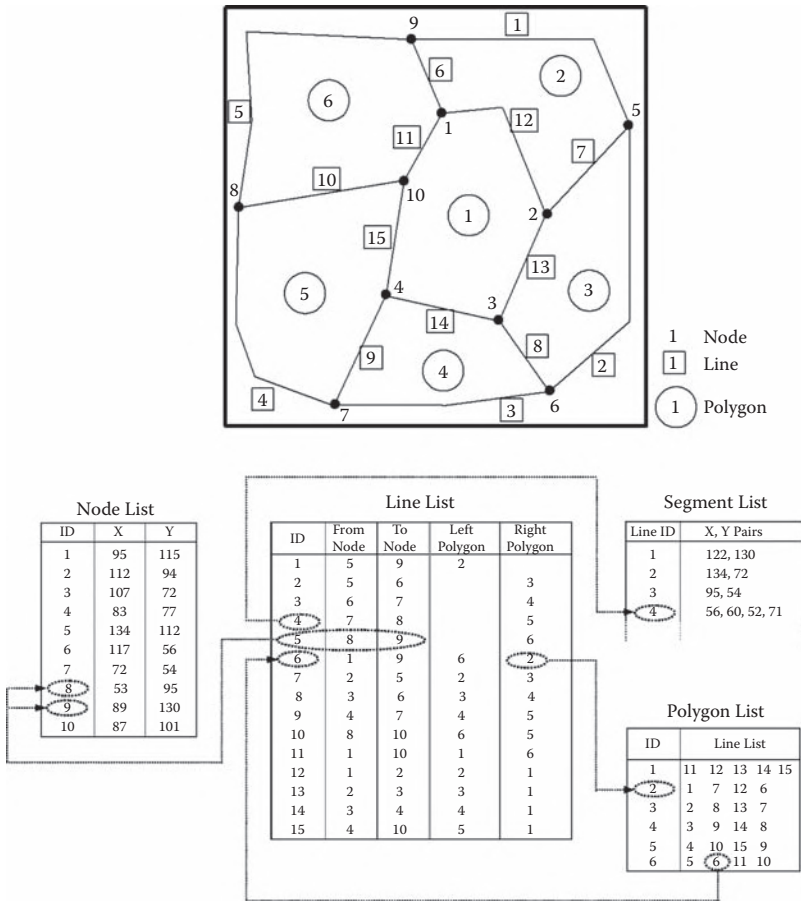 9
1
6
2
5
6
1
12
5
11
7
10
8
10
2
1
15
13
5
4
3
3
14
8
1 Node
9
4
2
1 Line
4
7
3
6
1 Polygon
Node List
ID X Y
1 95 115
2 112 94
3 107 72
4 83 77
5 134 112
6 117 56
7 72 54
8 53 95
9 89 130
10 87 101
Line List
ID From Node To Node Left Polygon Right Polygon
1 5 9 2
2 5 6 3
3 6 7 4
4 7 8 5
5 8 9 6
6 1 9 6 2
7 2 5 2 3
8 3 6 3 4
9 4 7 4 5
10 8 10 6 5
11 1 10 1 6
12 1 2 2 1
13 2 3 3 1
14 3 4 4 1
15 4 10 5 1
Segment List
Line ID X, Y Pairs
1 122, 130
2 134, 72
3 95, 54
4 56, 60, 52, 71
Polygon List
ID Line List
1 11 12 13 14 15
2 1 7 12 6
3 2 8 13 7
4 3 9 14 8
5 4 10 15 9
6 5 6 11 10